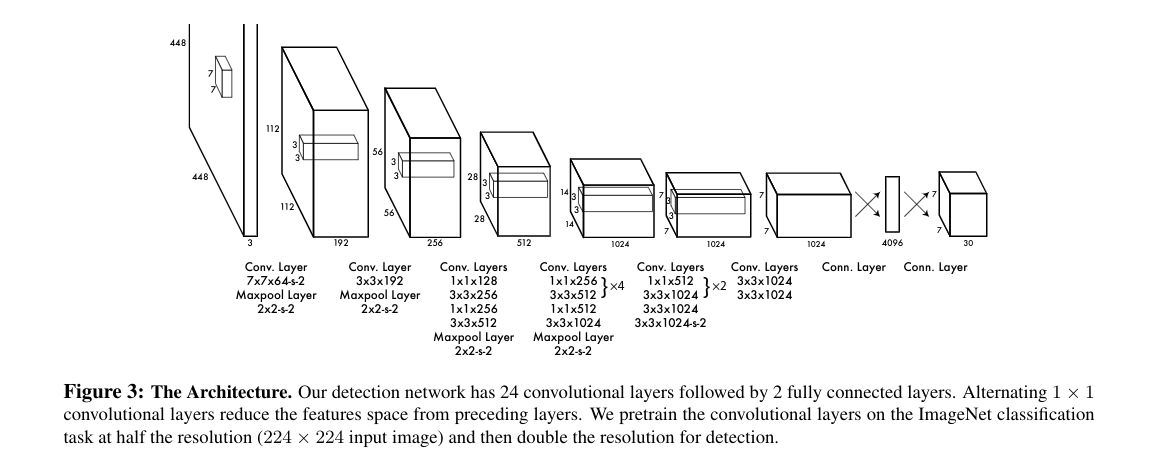 448
7
7
448
3
112
3
3
112
192
56
3
3
56
256
28
3
3
28
512
14
3
3
14
1024
7
3
3
7
1024
7
7
1024
4096
7
7
30
Conv. Layer
7x7x64-s-2
Maxpool Layer
2x2-s-2
Conv. Layer
3x3x192
Maxpool Layer
2x2-s-2
Conv. Layers
1x1x128
3x3x256
1x1x256
3x3x512
Maxpool Layer
2x2-s-2
Conv. Layers
1x1x256
3x3x512
}×4
1x1x512
3x3x1024
Maxpool Layer
2x2-s-2
Conv. Layers
1x1x512
3x3x1024
}×2
3x3x1024
3x3x1024-s-2
Conv. Layers
3x3x1024
3x3x1024
Conn. Layer
Conn. Layer
Figure 3: The Architecture. Our detection network has 24 convolutional layers followed by 2 fully connected layers. Alternating 1 × 1
convolutional layers reduce the features space from preceding layers. We pretrain the convolutional layers on the ImageNet classification
task at half the resolution (224 × 224 input image) and then double the resolution for detection.